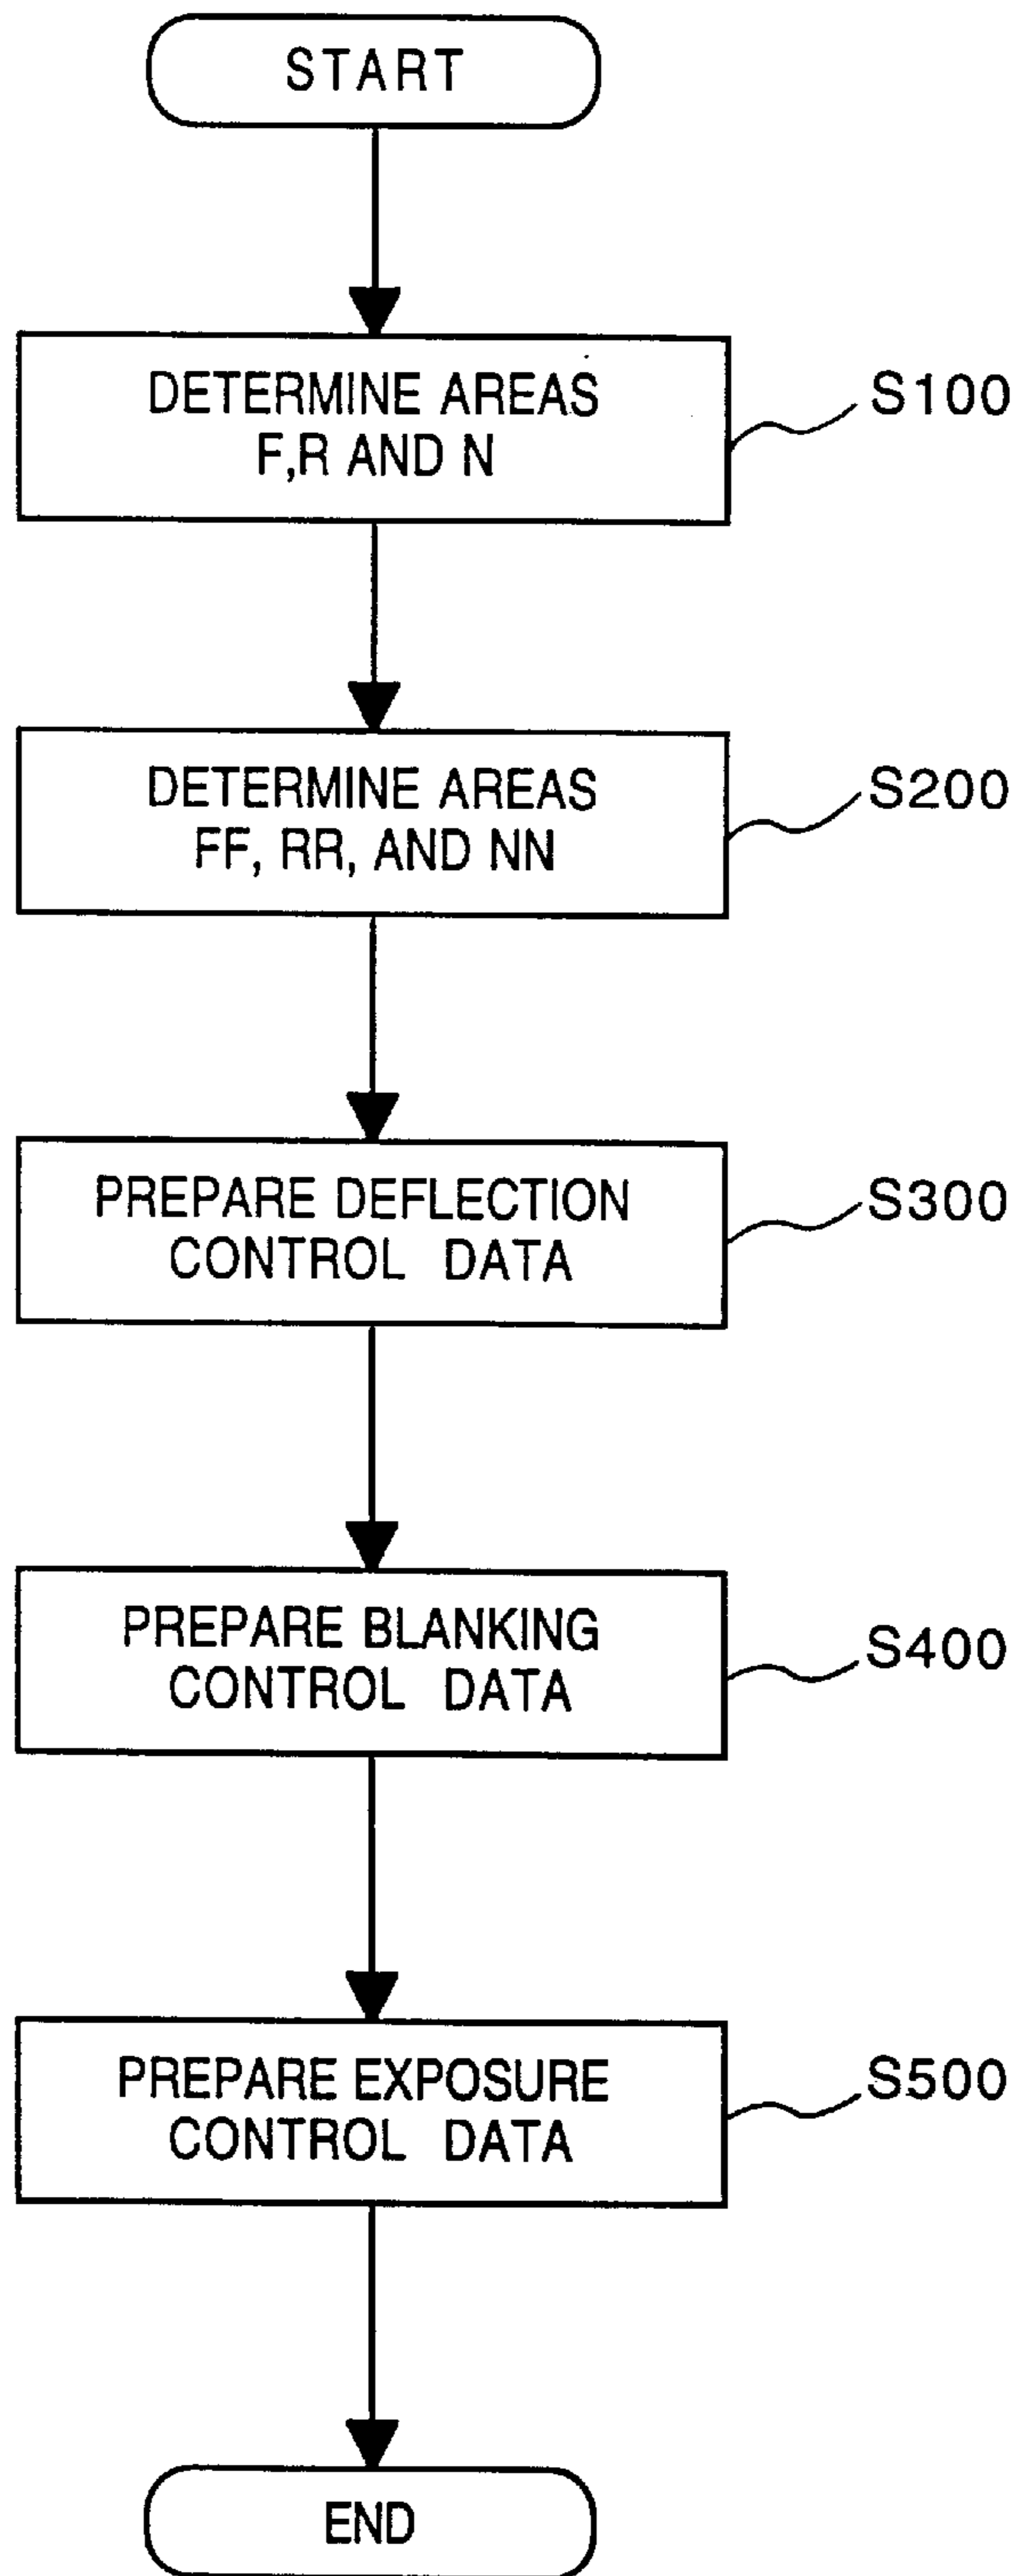 START
DETERMINE AREAS
F,R AND N
S100
DETERMINE AREAS
FF, RR, AND NN
S200
PREPARE DEFLECTION
CONTROL DATA
S300
PREPARE BLANKING
CONTROL DATA
S400
PREPARE EXPOSURE
CONTROL DATA
S500
END